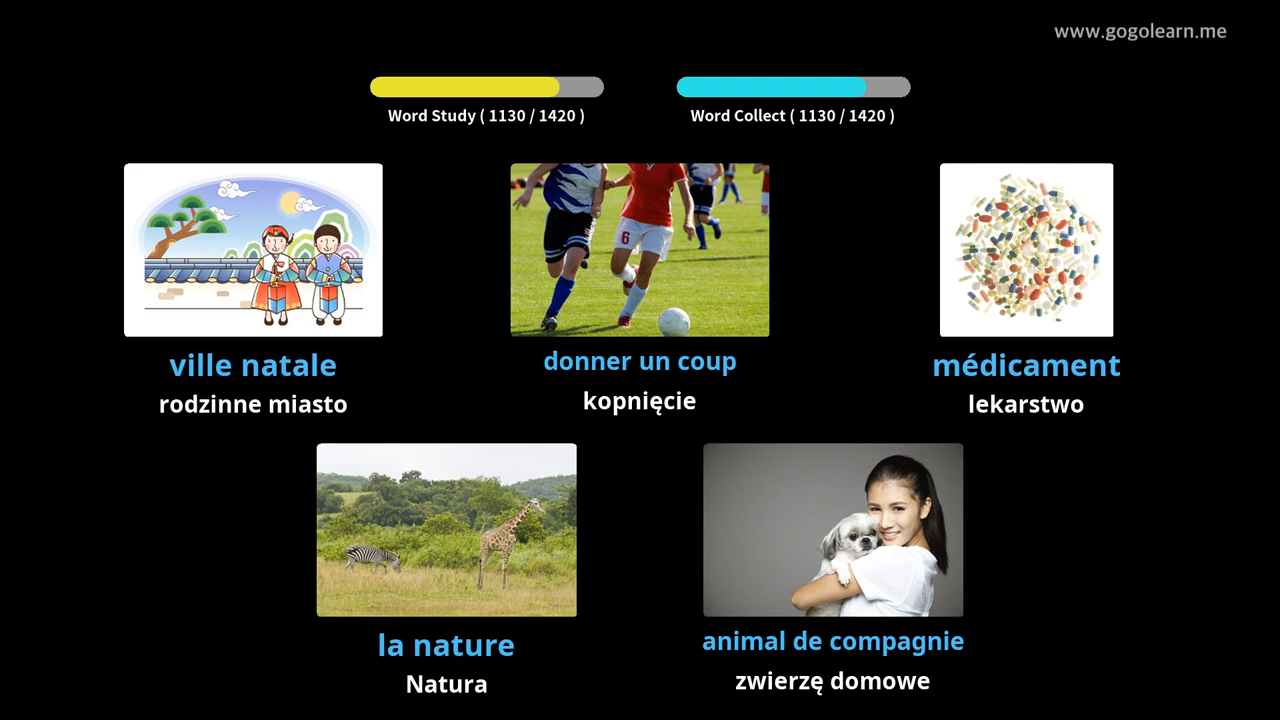 www.gogolearn.me
Word Study ( 1130 / 1420 )
Word Collect ( 1130 / 1420 )
ville natale
rodzinne miasto
donner un coup
kopnięcie
médicament
lekarstwo
6
la nature
Natura
animal de compagnie
zwierzę domowe